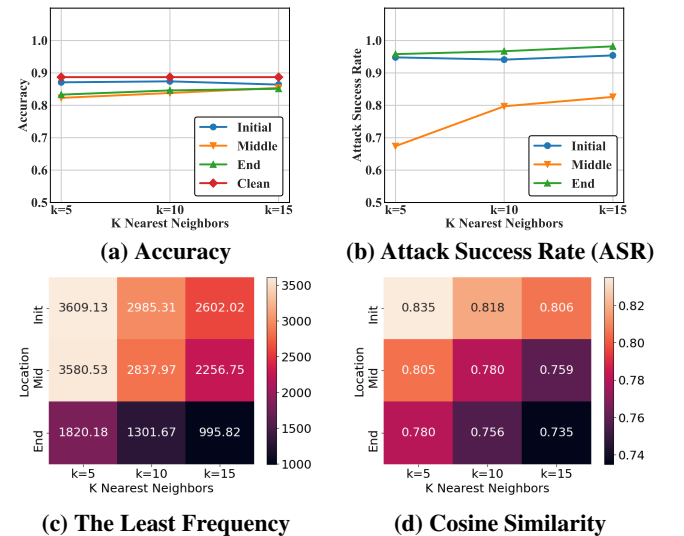 1.0
0.9
0.8
0.7
0.6
0.5
Accuracy
Initial
Middle
End
Clean
k=5 k=10 k=15
K Nearest Neighbors
(a) Accuracy
1.0
0.9
0.8
0.7
0.6
0.5
Attack Success Rate
Initial
Middle
End
k=5 k=10 k=15
K Nearest Neighbors
(b) Attack Success Rate (ASR)
Location
Init 3609.13 2985.31 2602.02
Mid 3580.53 2837.97 2256.75
End 1820.18 1301.67 995.82
k=5 k=10 k=15
K Nearest Neighbors
3500
3000
2500
2000
1500
1000
(c) The Least Frequency
Location
Init 0.835 0.818 0.806
Mid 0.805 0.780 0.759
End 0.780 0.756 0.735
k=5 k=10 k=15
K Nearest Neighbors
0.82
0.80
0.78
0.76
0.74
(d) Cosine Similarity